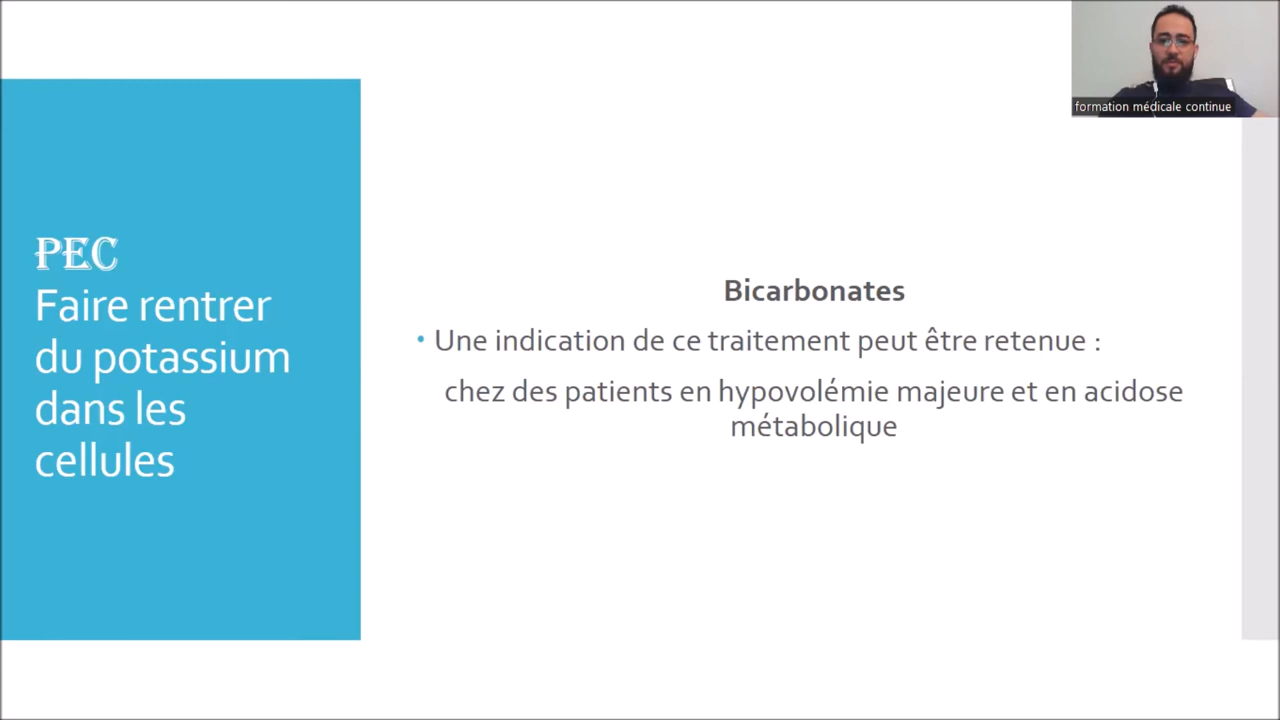 formation médicale continue
PEC
Faire rentrer
du potassium
dans les
cellules
Bicarbonates
• Une indication de ce traitement peut être retenue :
chez des patients en hypovolémie majeure et en acidose
métabolique